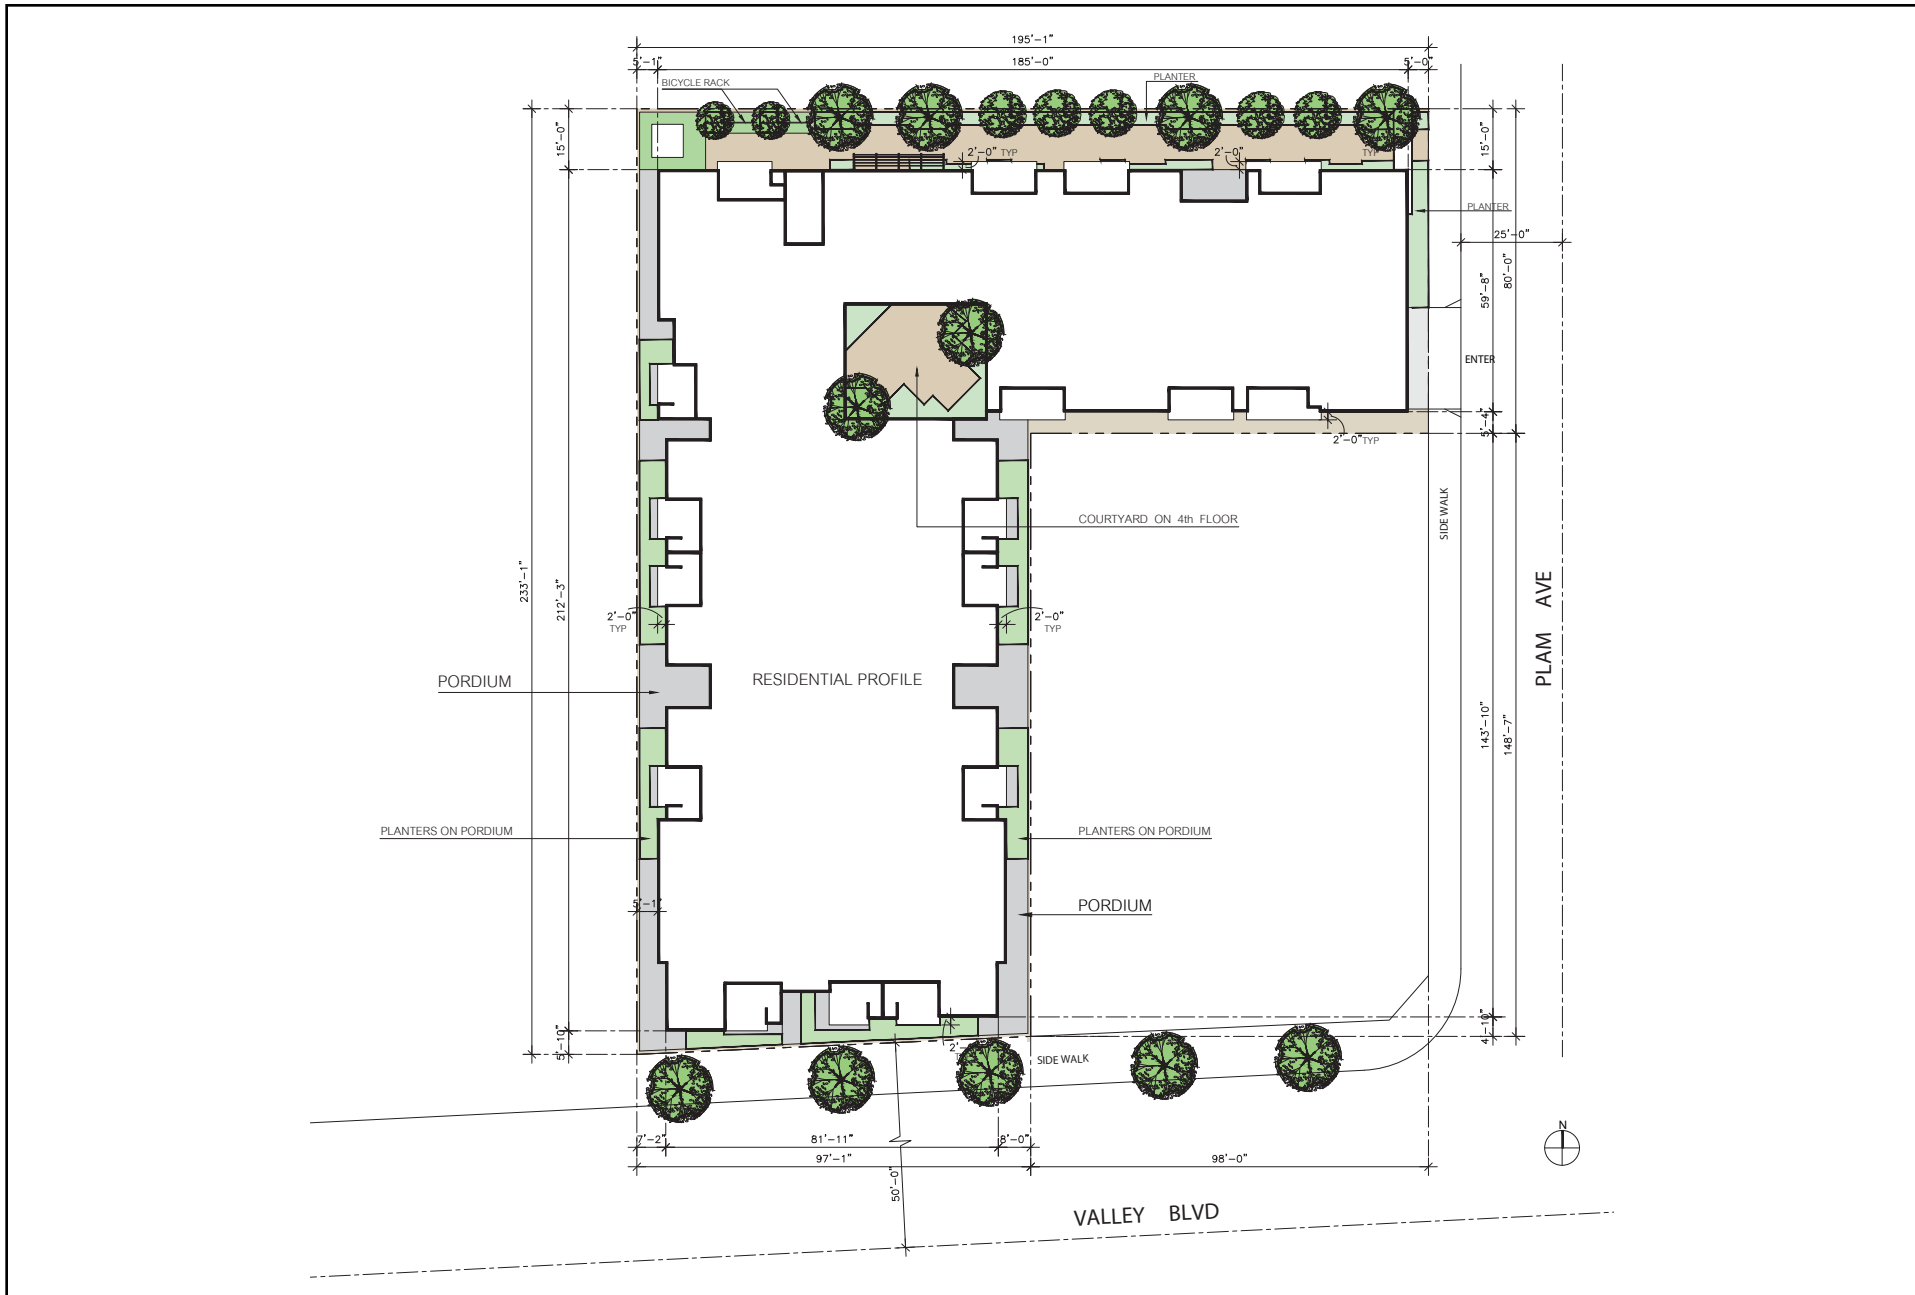 195'-1"
5'-1"
185'-0"
5'-0"
BICYCLE RACK
PLANTER
15'-0"
15'-0"
2'-0" TYP
2'-0"
TYP
TYP
PLANTER
25'-0"
59'-8"
80'-0"
ENTER
5'-4"
2'-0" TYP
COURTYARD ON 4th FLOOR
SIDE WALK
233'-1"
212'-3"
2'-0"
TYP
2'-0"
TYP
PLAM AVE
PORDIUM
RESIDENTIAL PROFILE
143'-10"
148'-7"
PLANTERS ON PORDIUM
PLANTERS ON PORDIUM
5'-1"
PORDIUM
5'-10"
4'-10"
SIDE WALK
7'-2"
81'-11"
8'-0"
97'-1"
98'-0"
50'-0"
N
VALLEY BLVD